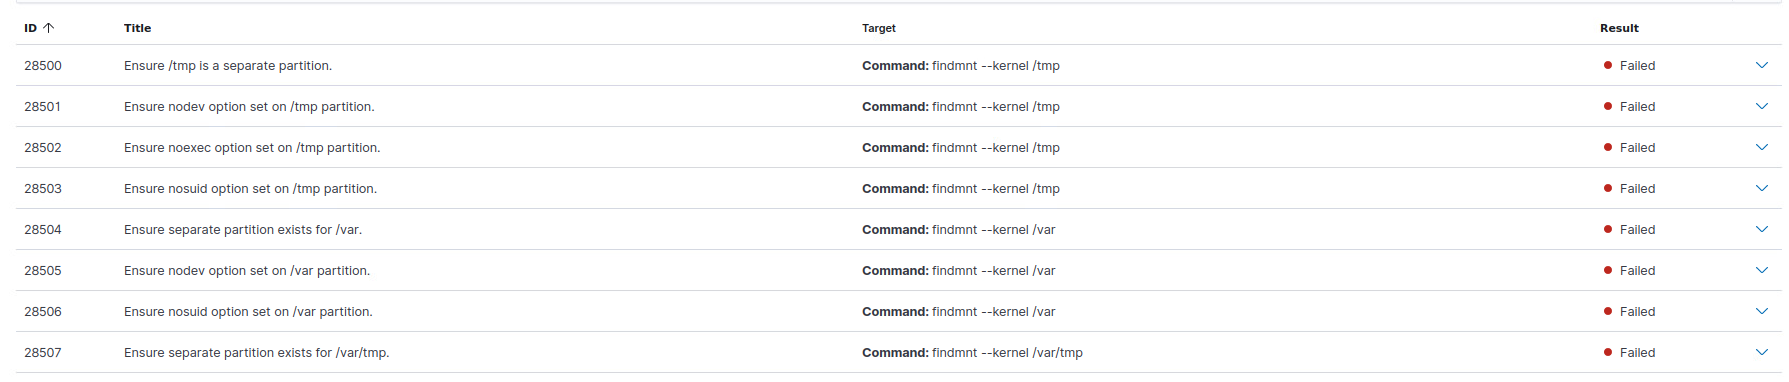 ID Title Target Result
28500 Ensure /tmp is a separate partition. Command: findmnt --kernel /tmp Failed
28501 Ensure nodev option set on /tmp partition. Command: findmnt --kernel /tmp Failed
28502 Ensure noexec option set on /tmp partition. Command: findmnt --kernel /tmp Failed
28503 Ensure nosuid option set on /tmp partition. Command: findmnt --kernel /tmp Failed
28504 Ensure separate partition exists for /var. Command: findmnt --kernel /var Failed
28505 Ensure nodev option set on /var partition. Command: findmnt --kernel /var Failed
28506 Ensure nosuid option set on /var partition. Command: findmnt --kernel /var Failed
28507 Ensure separate partition exists for /var/tmp. Command: findmnt --kernel /var/tmp Failed